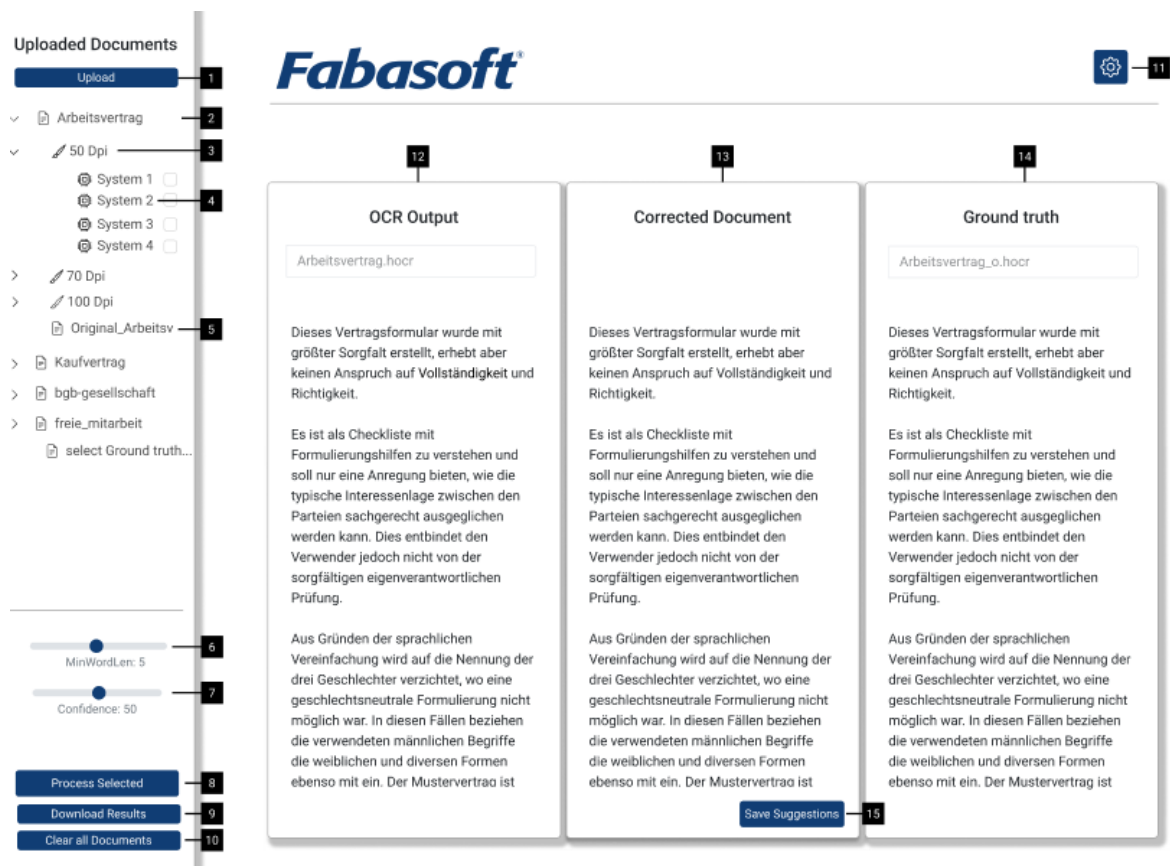 Uploaded Documents
Upload
1
Arbeitsvertrag
2
50 Dpi
3
System 1
System 2
4
System 3
System 4
70 Dpi
100 Dpi
Original_Arbeitsv
5
Kaufvertrag
bgb-gesellschaft
freie_mitarbeit
select Ground truth...
6
MinWordLen: 5
7
Confidence: 50
Process Selected
8
Download Results
9
Clear all Documents
10
Fabasoft®
11
12
OCR Output
Arbeitsvertrag.hocr
Dieses Vertragsformular wurde mit
größter Sorgfalt erstellt, erhebt aber
keinen Anspruch auf Vollständigkeit und
Richtigkeit.
Es ist als Checkliste mit
Formulierungshilfen zu verstehen und
soll nur eine Anregung bieten, wie die
typische Interessenlage zwischen den
Parteien sachgerecht ausgeglichen
werden kann. Dies entbindet den
Verwender jedoch nicht von der
sorgfältigen eigenverantwortlichen
Prüfung.
Aus Gründen der sprachlichen
Vereinfachung wird auf die Nennung der
drei Geschlechter verzichtet, wo eine
geschlechtsneutrale Formulierung nicht
möglich war. In diesen Fällen beziehen
die verwendeten männlichen Begriffe
die weiblichen und diversen Formen
ebenso mit ein. Der Mustervertrag ist
13
Corrected Document
Dieses Vertragsformular wurde mit
größter Sorgfalt erstellt, erhebt aber
keinen Anspruch auf Vollständigkeit und
Richtigkeit.
Es ist als Checkliste mit
Formulierungshilfen zu verstehen und
soll nur eine Anregung bieten, wie die
typische Interessenlage zwischen den
Parteien sachgerecht ausgeglichen
werden kann. Dies entbindet den
Verwender jedoch nicht von der
sorgfältigen eigenverantwortlichen
Prüfung.
Aus Gründen der sprachlichen
Vereinfachung wird auf die Nennung der
drei Geschlechter verzichtet, wo eine
geschlechtsneutrale Formulierung nicht
möglich war. In diesen Fällen beziehen
die verwendeten männlichen Begriffe
die weiblichen und diversen Formen
ebenso mit ein. Der Mustervertrag ist
Save Suggestions
15
14
Ground truth
Arbeitsvertrag_o.hocr
Dieses Vertragsformular wurde mit
größter Sorgfalt erstellt, erhebt aber
keinen Anspruch auf Vollständigkeit und
Richtigkeit.
Es ist als Checkliste mit
Formulierungshilfen zu verstehen und
soll nur eine Anregung bieten, wie die
typische Interessenlage zwischen den
Parteien sachgerecht ausgeglichen
werden kann. Dies entbindet den
Verwender jedoch nicht von der
sorgfältigen eigenverantwortlichen
Prüfung.
Aus Gründen der sprachlichen
Vereinfachung wird auf die Nennung der
drei Geschlechter verzichtet, wo eine
geschlechtsneutrale Formulierung nicht
möglich war. In diesen Fällen beziehen
die verwendeten männlichen Begriffe
die weiblichen und diversen Formen
ebenso mit ein. Der Mustervertrag ist